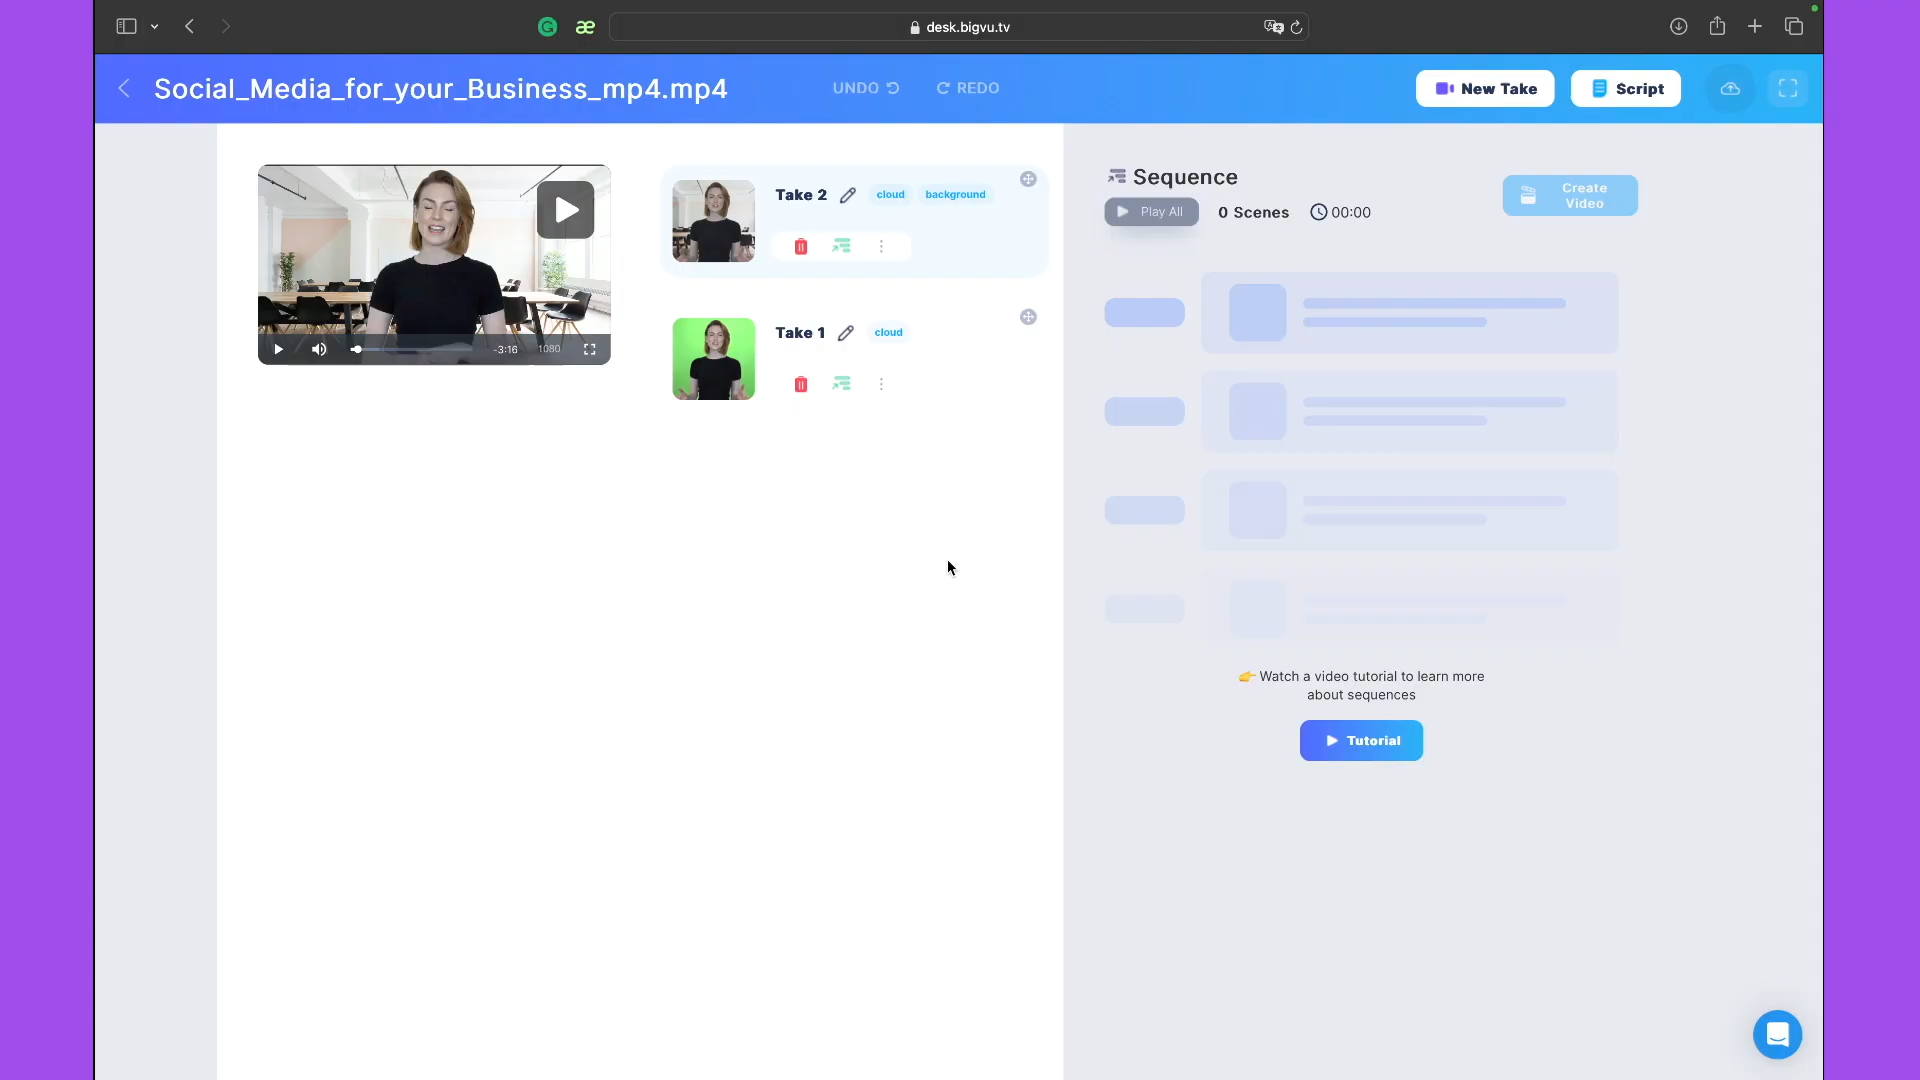 desk.bigvu.tv
Social_Media_for_your_Business_mp4.mp4
UNDO
REDO
New Take
Script
-3:16
1080
Take 2
cloud
background
Take 1
cloud
Sequence
Play All
0 Scenes
00:00
Create
Video
👉 Watch a video tutorial to learn more
about sequences
Tutorial